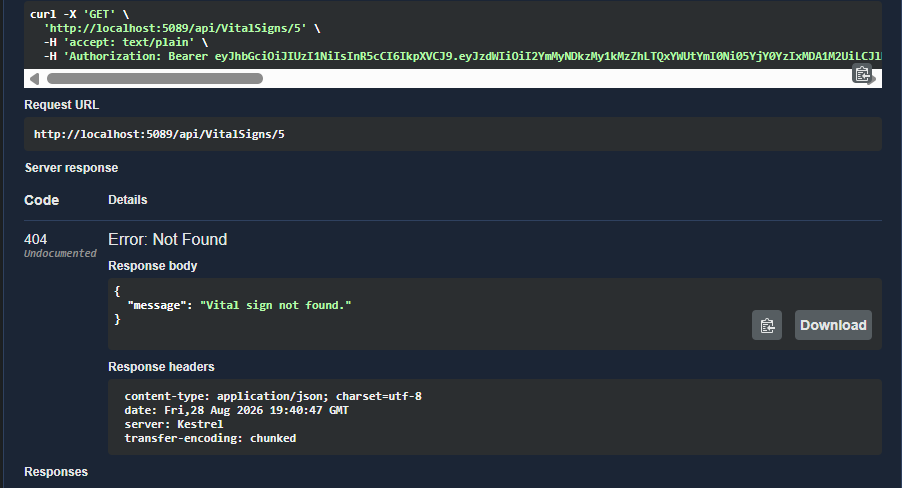 curl -X 'GET' \
'http://localhost:5089/api/VitalSigns/5' \
-H 'accept: text/plain' \
-H 'Authorization: Bearer eyJhbGciOiJIUzI1NiIsInR5cCI6IkpXVCJ9.eyJzdWIiOiI2YmMyNDkzMy1kMzZhLTQxYWUtYmI0Ni05YjY0YzIxMDA1M2UiLCJl
Request URL
http://localhost:5089/api/VitalSigns/5
Server response
Code Details
404 Error: Not Found
Undocumented
Response body
{
"message": "Vital sign not found."
}
Download
Response headers
content-type: application/json; charset=utf-8
date: Fri,28 Aug 2026 19:40:47 GMT
server: Kestrel
transfer-encoding: chunked
Responses